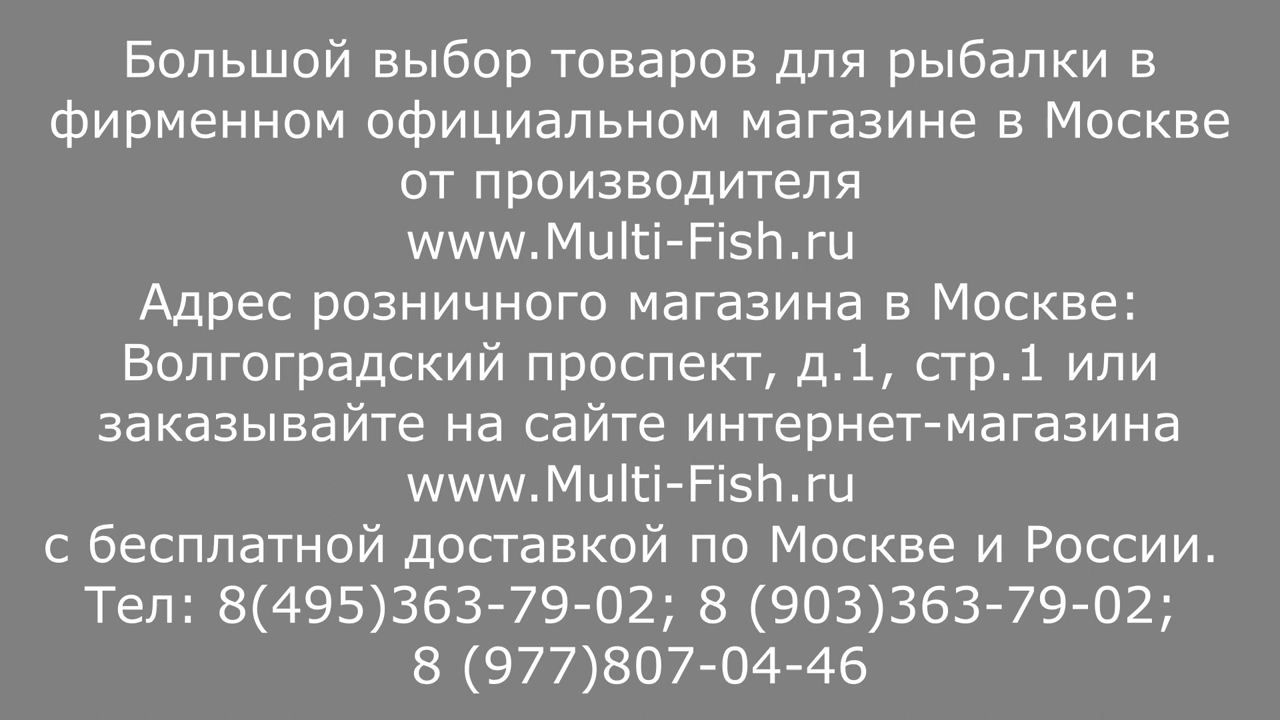 Большой выбор товаров для рыбалки в
фирменном официальном магазине в Москве
от производителя
www.Multi-Fish.ru
Адрес розничного магазина в Москве:
Волгоградский проспект, д.1, стр.1 или
заказывайте на сайте интернет-магазина
www.Multi-Fish.ru
с бесплатной доставкой по Москве и России.
Тел: 8(495)363-79-02; 8 (903)363-79-02;
8 (977)807-04-46